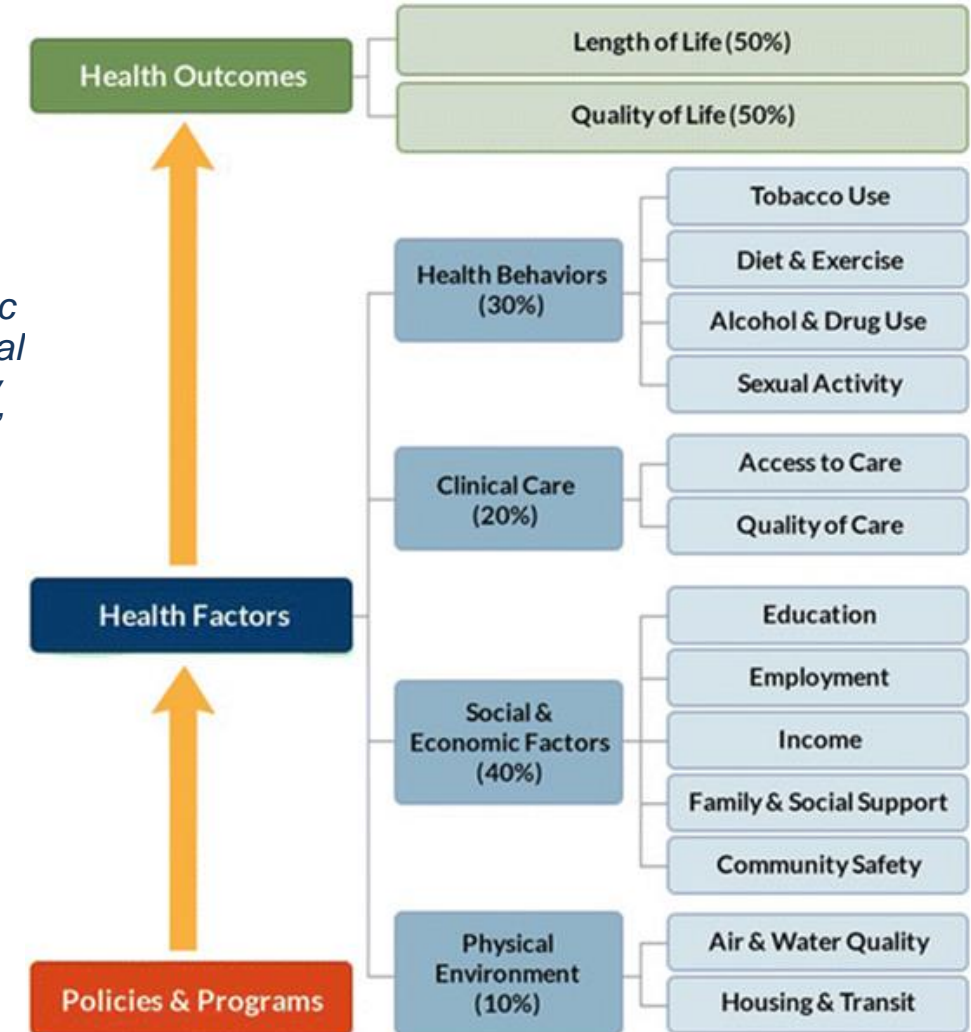 Health Outcomes
Length of Life (50%)
Quality of Life (50%)
Health Behaviors
(30%)
Tobacco Use
Diet & Exercise
Alcohol & Drug Use
Sexual Activity
Clinical Care
(20%)
Access to Care
Quality of Care
Health Factors
Social &
Economic Factors
(40%)
Education
Employment
Income
Family & Social Support
Community Safety
Physical
Environment
(10%)
Air & Water Quality
Housing & Transit
Policies & Programs